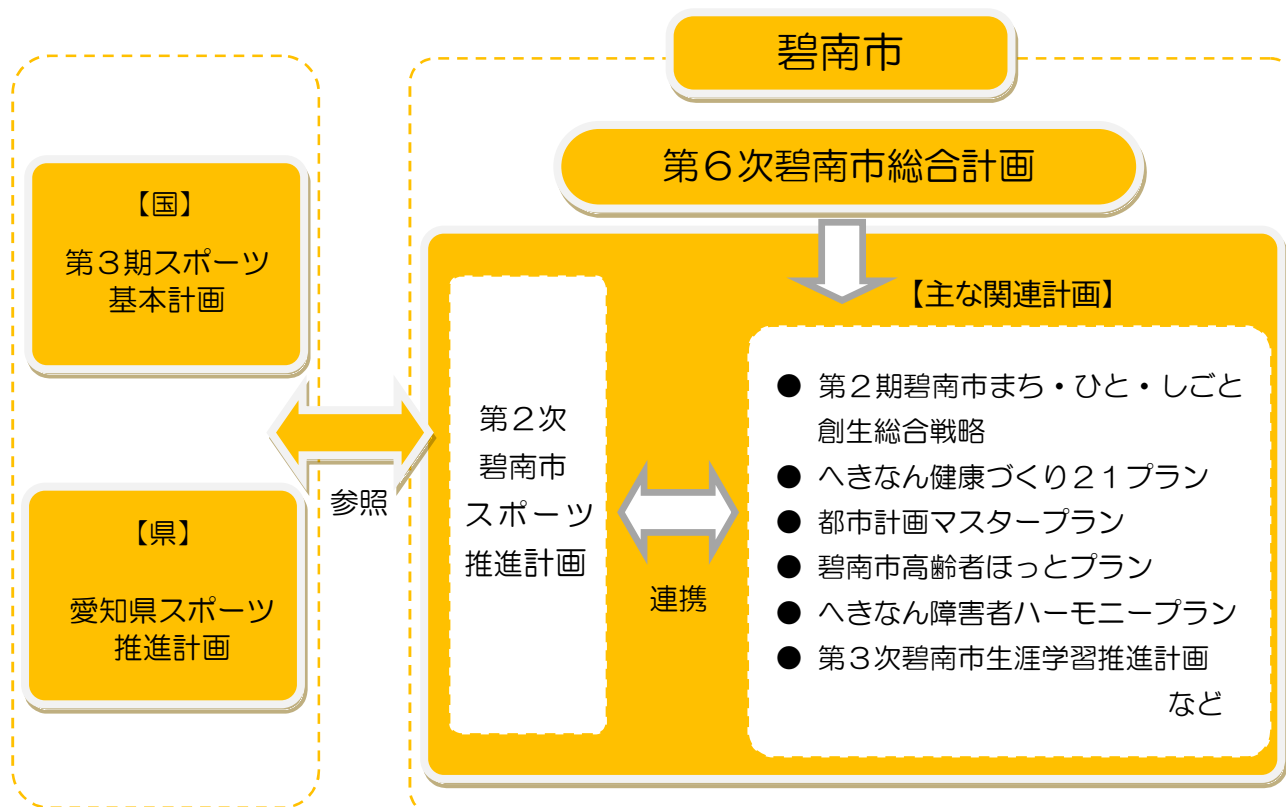 碧南市
第６次碧南市総合計画
【国】
第３期スポーツ
基本計画
【県】
愛知県スポーツ
推進計画
参照
第２次
碧南市
スポーツ
推進計画
連携
【主な関連計画】
● 第２期碧南市まち・ひと・しごと
創生総合戦略
● へきなん健康づくり２１プラン
● 都市計画マスタープラン
● 碧南市高齢者ほっとプラン
● へきなん障害者ハーモニープラン
● 第３次碧南市生涯学習推進計画
など